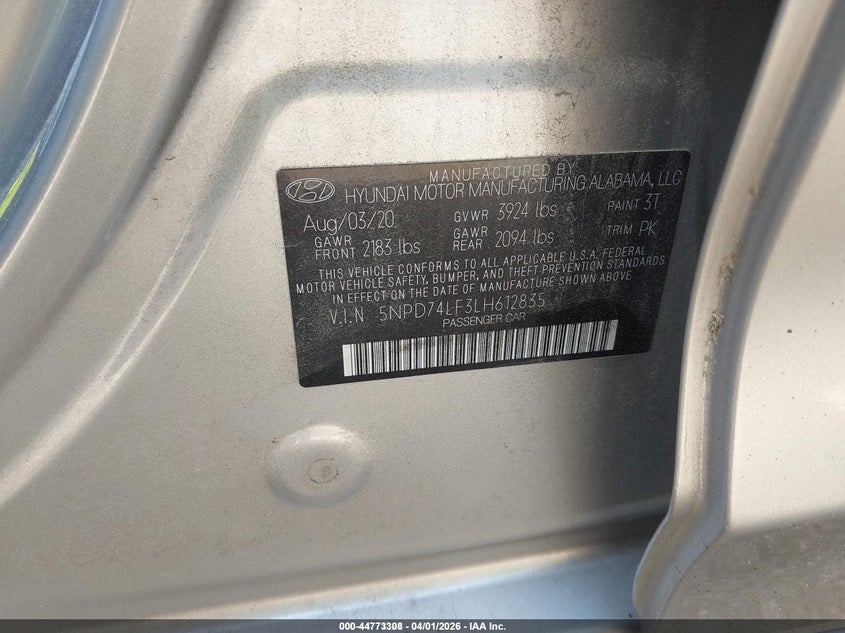 MANUFACTURED BY
HYUNDAI MOTOR MANUFACTURING ALABAMA, LLC
Aug/03/20 GVWR 3924 lbs PAINT 3T
GAWR FRONT 2183 lbs GAWR REAR 2094 lbs TRIM PK
THIS VEHICLE CONFORMS TO ALL APPLICABLE U.S.A. FEDERAL
MOTOR VEHICLE SAFETY, BUMPER, AND THEFT PREVENTION STANDARDS
IN EFFECT ON THE DATE OF MANUFACTURE SHOWN ABOVE
V.I.N 5NPD74LF3LH612835
PASSENGER CAR
000-44773308 - 04/01/2026 - IAA Inc.